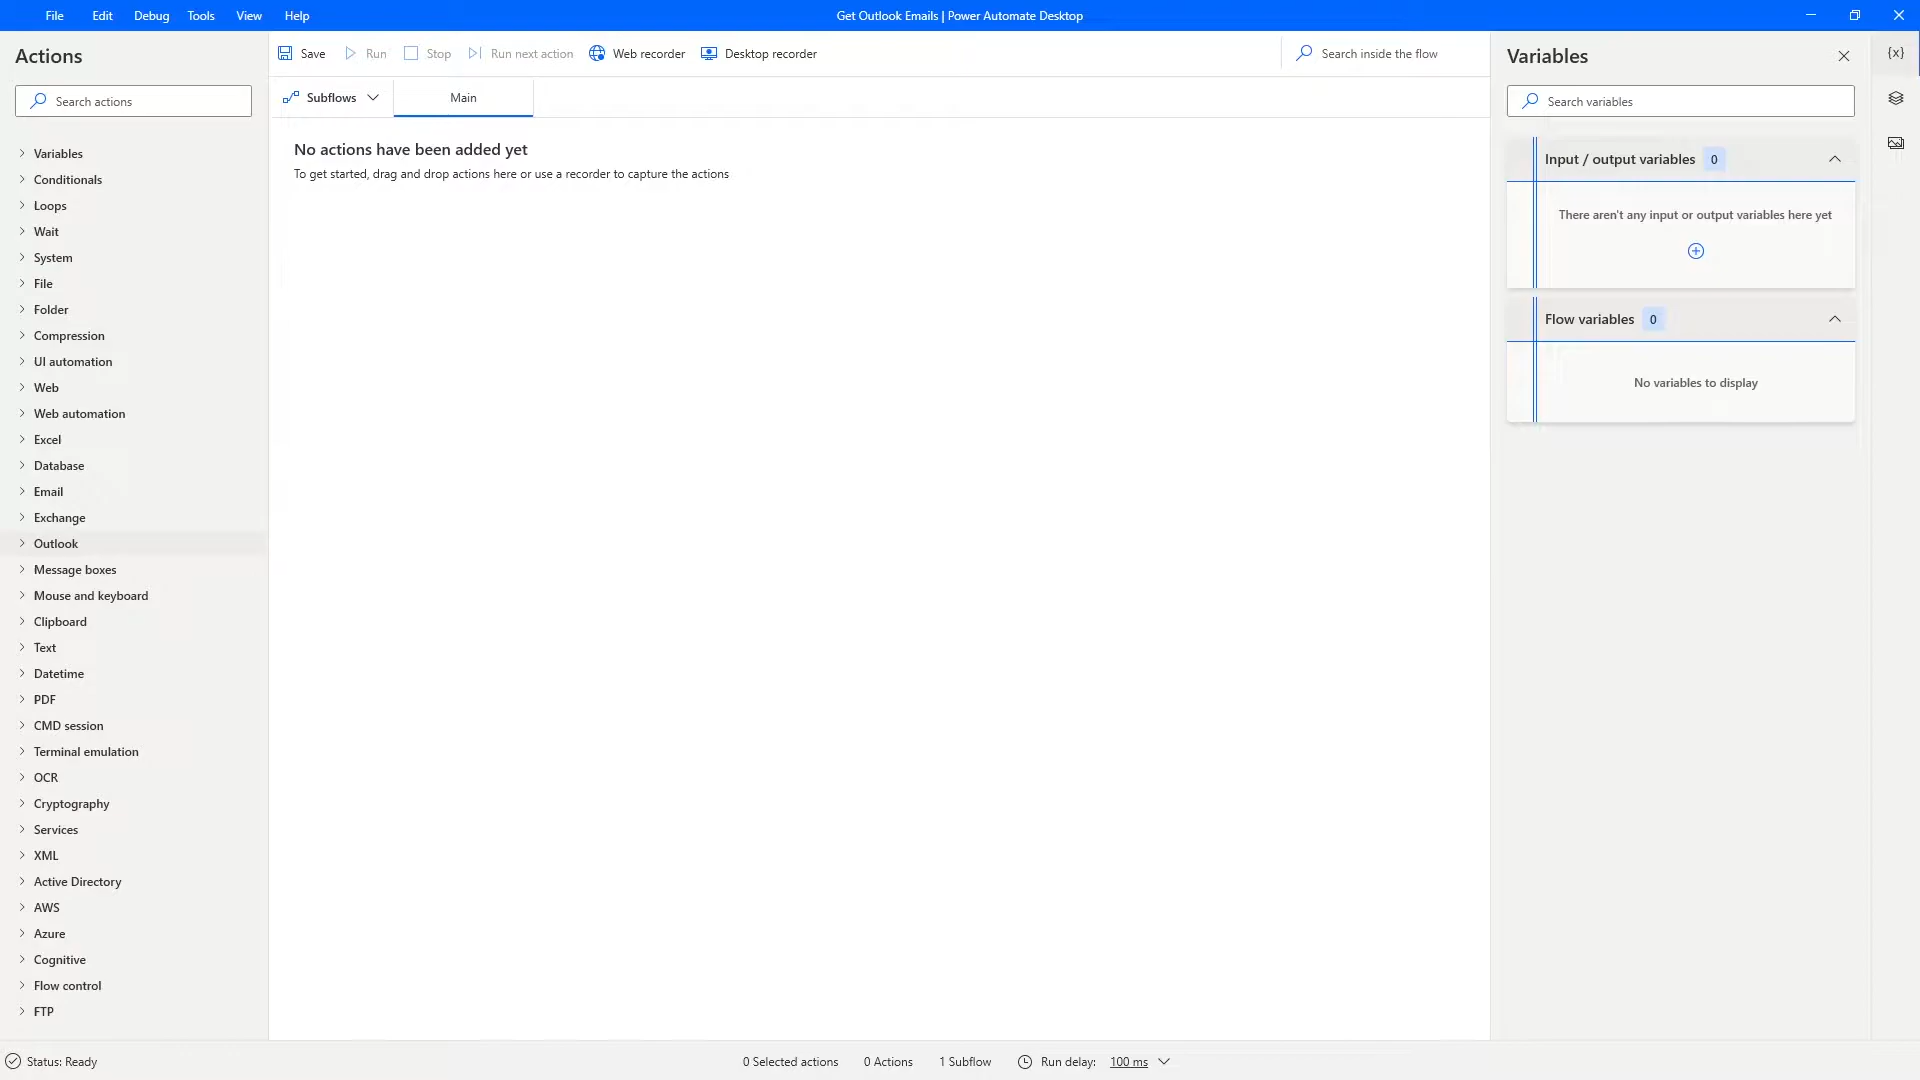 File Edit Debug Tools View Help
Get Outlook Emails | Power Automate Desktop
Actions
Search actions
Variables
Conditionals
Loops
Wait
System
File
Folder
Compression
UI automation
Web
Web automation
Excel
Database
Email
Exchange
Outlook
Message boxes
Mouse and keyboard
Clipboard
Text
Datetime
PDF
CMD session
Terminal emulation
OCR
Cryptography
Services
XML
Active Directory
AWS
Azure
Cognitive
Flow control
FTP
Save Run Stop Run next action Web recorder Desktop recorder
Search inside the flow
Subflows Main
No actions have been added yet
To get started, drag and drop actions here or use a recorder to capture the actions
Variables
{x}
Search variables
Input / output variables 0
There aren't any input or output variables here yet
Flow variables 0
No variables to display
Status: Ready
0 Selected actions 0 Actions 1 Subflow Run delay: 100 ms